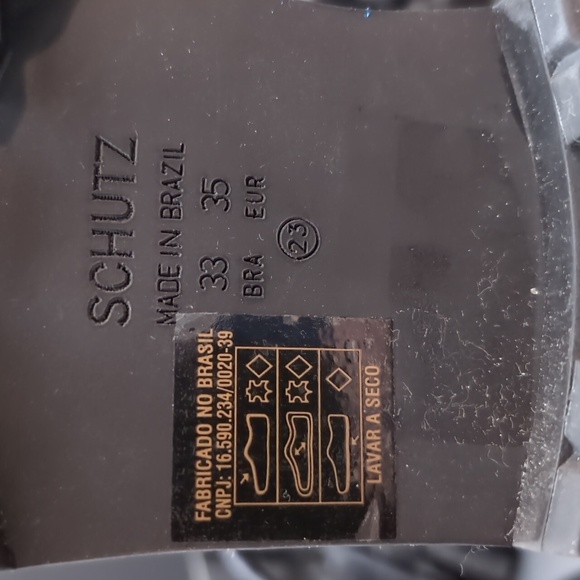 SCHUTZ
MADE IN BRAZIL
33 35
BRA EUR
23
FABRICADO NO BRASIL
CNPJ: 16.590.234/0020-39
LAVAR A SECO